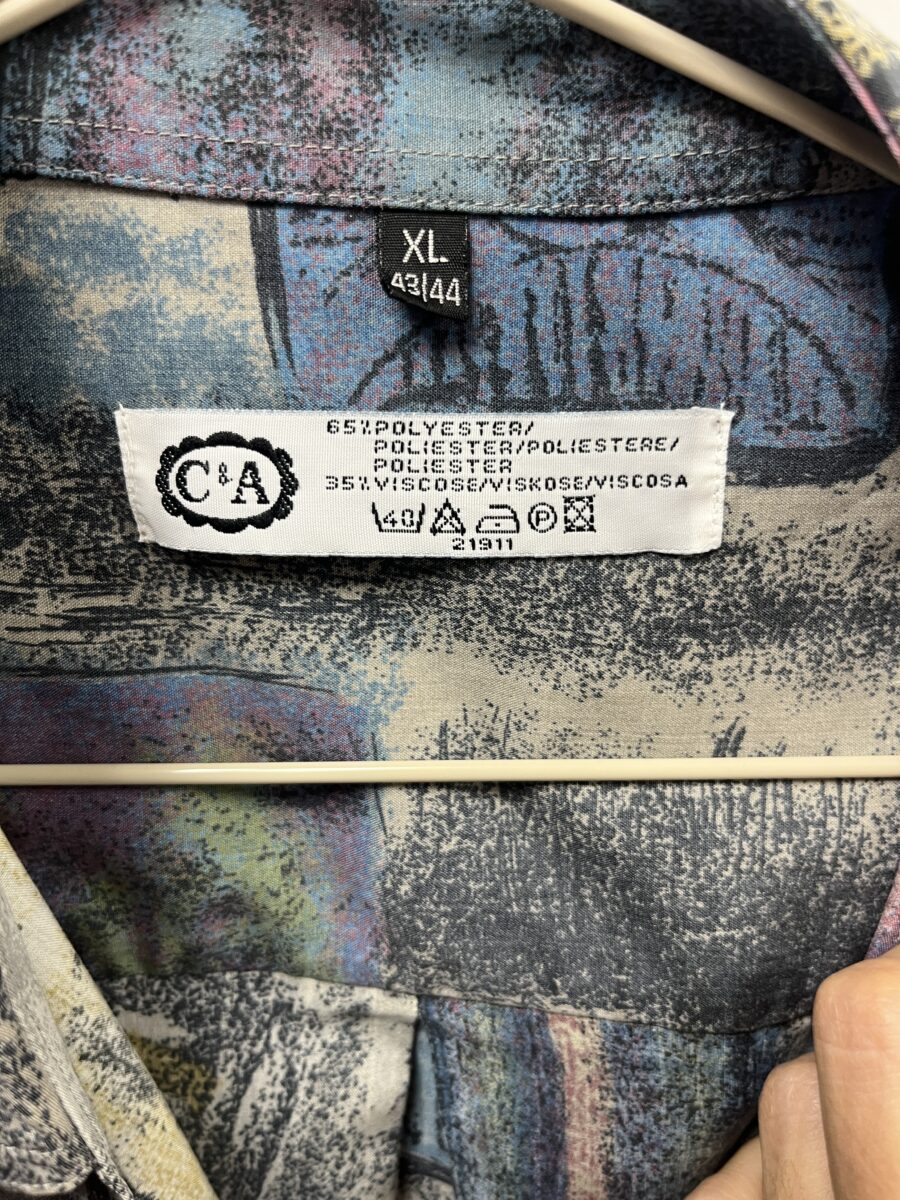 XL
43/44
C&A
65%POLYESTER/
POLIESTER/POLIESTERE/
POLIESTER
35%VISCOSE/VISKOSE/VISCOSA
40
P
21911